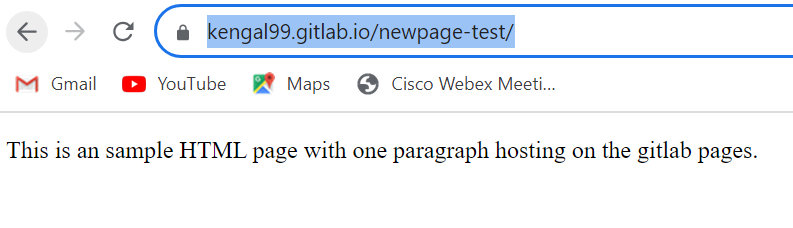 kengal99.gitlab.io/newpage-test/
Gmail YouTube Maps Cisco Webex Meeti...
This is an sample HTML page with one paragraph hosting on the gitlab pages.